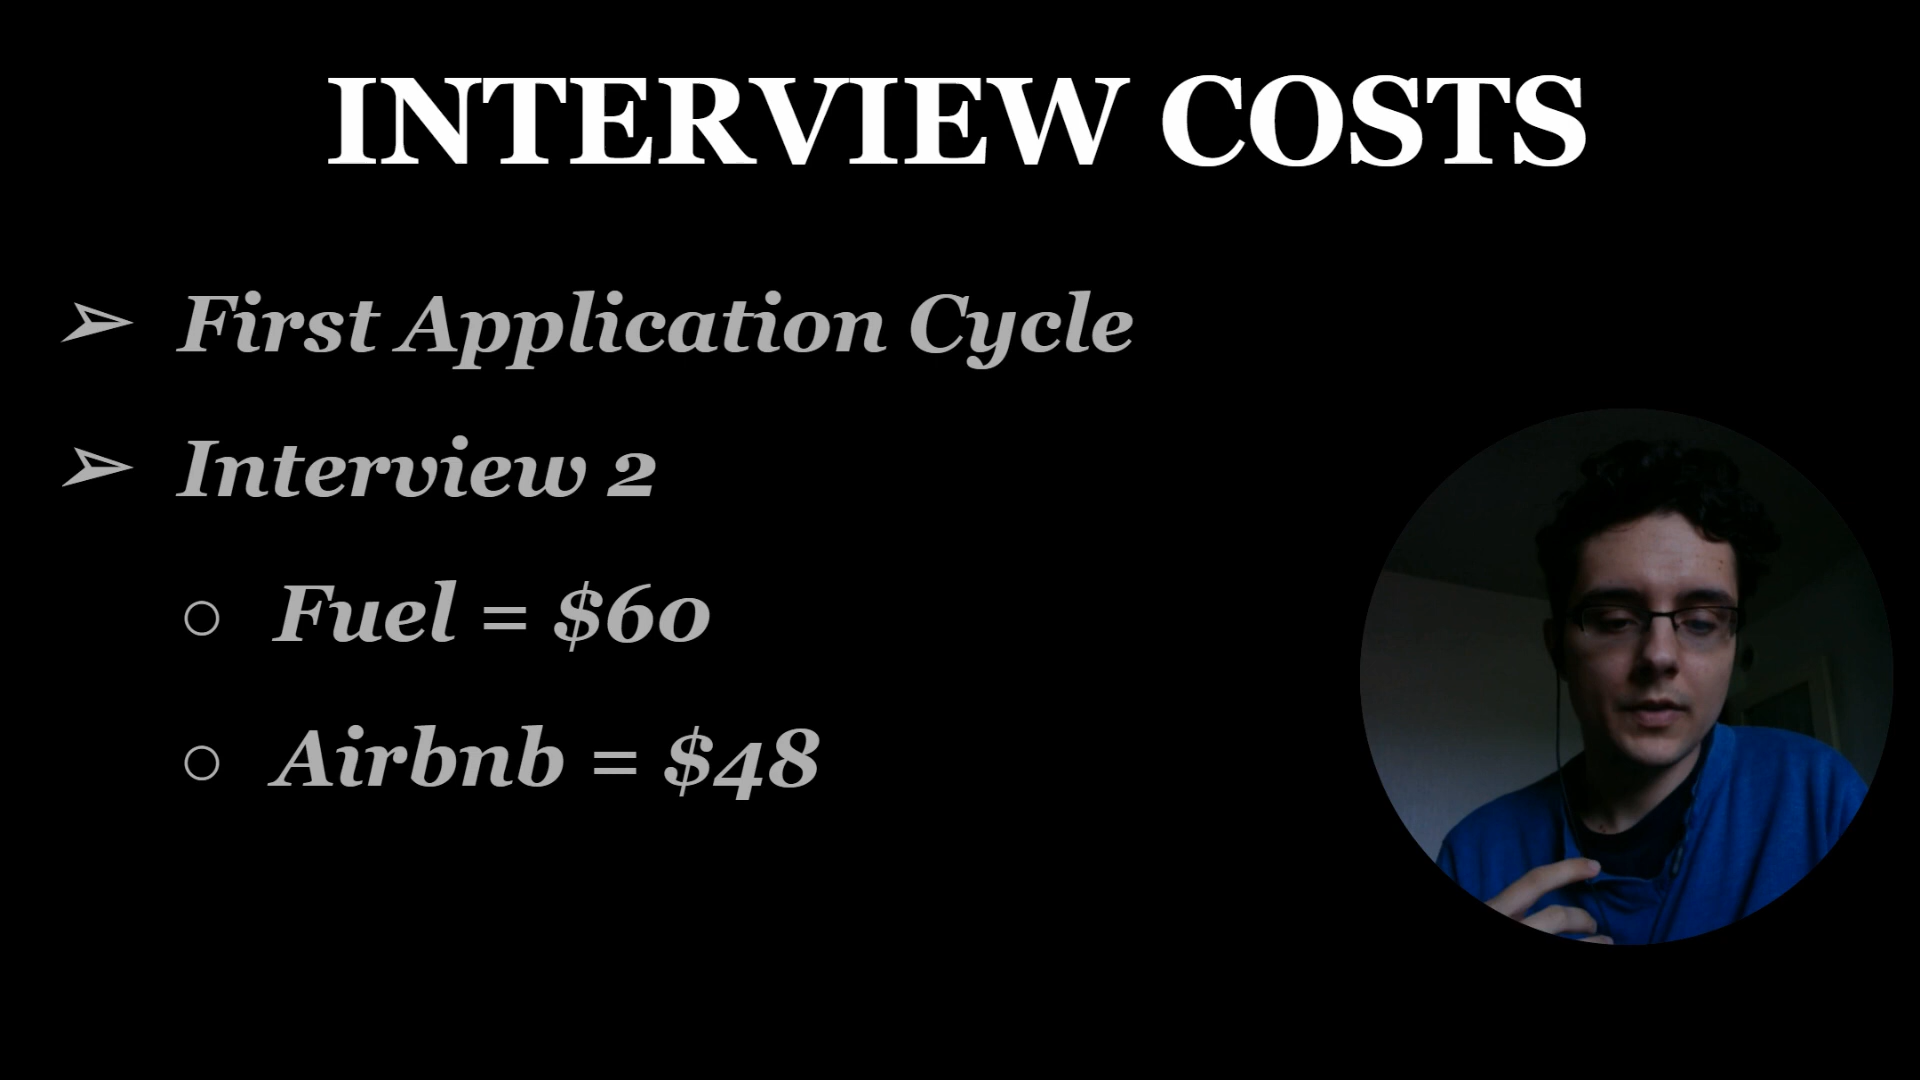 INTERVIEW COSTS
➢ First Application Cycle
➢ Interview 2
○ Fuel = $60
○ Airbnb = $48